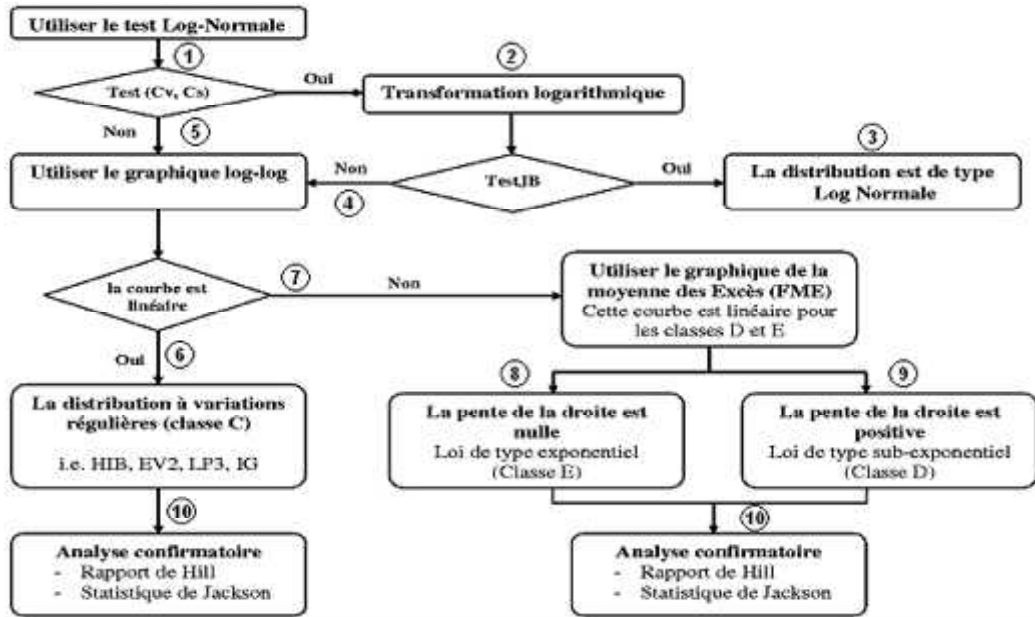 Utiliser le test Log-Normale
1
2
Test (Cv, Cs)
Oui
Transformation logarithmique
Non
5
3
Utiliser le graphique log-log
Non
4
TestJB
Oui
La distribution est de type
Log Normale
la courbe est
linéaire
7
Non
Utiliser le graphique de la
moyenne des Excès (FME)
Cette courbe est linéaire pour
les classes D et E
Oui
6
8
9
La distribution à variations
régulières (classe C)
i.e. HIB, EV2, LP3, IG
La pente de la droite est
nulle
Loi de type exponentiel
(Classe E)
La pente de la droite est
positive
Loi de type sub-exponentiel
(Classe D)
10
10
Analyse confirmatoire
- Rapport de Hill
- Statistique de Jackson
Analyse confirmatoire
- Rapport de Hill
- Statistique de Jackson